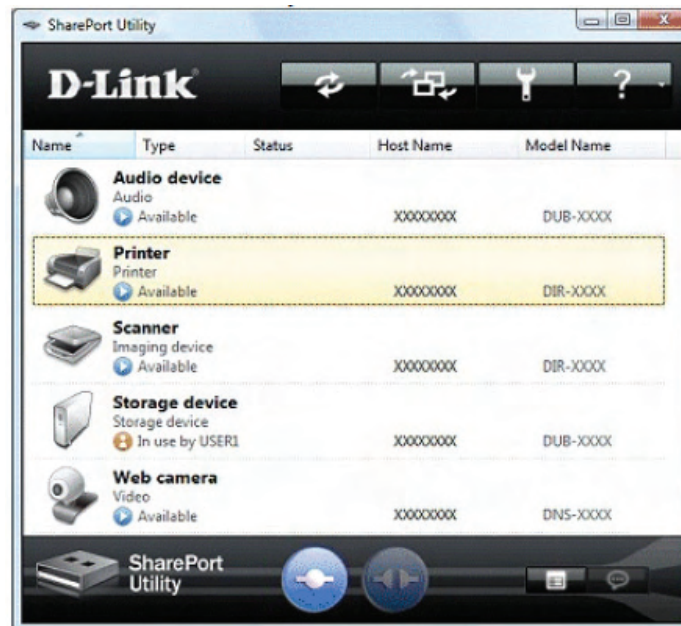 SharePort Utility
D-Link
?
Name Type Status Host Name Model Name
Audio device
Audio
Available XXXXXXXX DUB-XXXX
Printer
Printer
Available XXXXXXXX DIR-XXXX
Scanner
Imaging device
Available XXXXXXXX DIR-XXXX
Storage device
Storage device
In use by USER1 XXXXXXXX DUB-XXXX
Web camera
Video
Available XXXXXXXX DNS-XXXX
SharePort
Utility